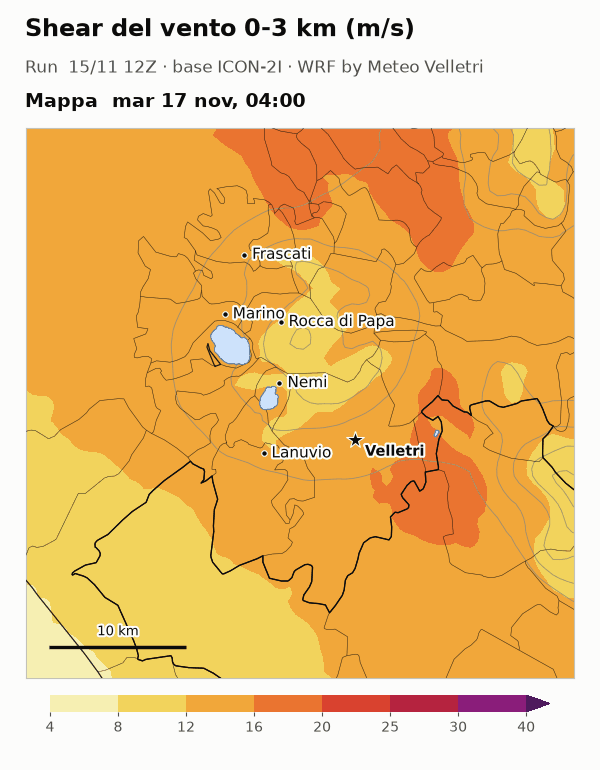 Shear del vento 0-3 km (m/s)
Run  15/11 12Z · base ICON-2I · WRF by Meteo Velletri
Mappa  mar 17 nov, 04:00
Frascati
Marino
Rocca di Papa
Nemi
Velletri
Lanuvio
10 km
4 8 12 16 20 25 30 40